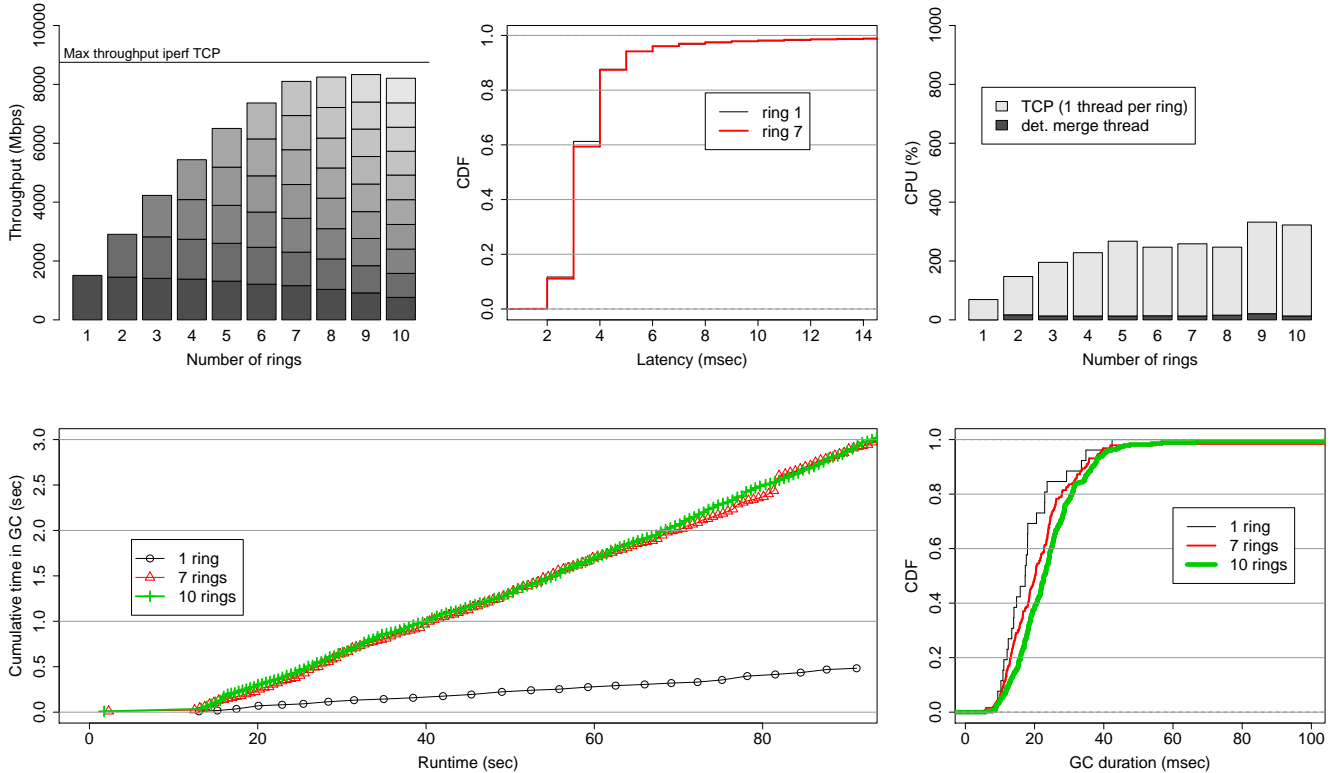 Throughput (Mbps)
0 2000 4000 6000 8000 10000
Max throughput iperf TCP
1 2 3 4 5 6 7 8 9 10
Number of rings
CDF
0.0 0.2 0.4 0.6 0.8 1.0
ring 1
ring 7
2 4 6 8 10 12 14
Latency (msec)
CPU (%)
0 200 400 600 800 1000
TCP (1 thread per ring)
det. merge thread
1 2 3 4 5 6 7 8 9 10
Number of rings
Cumulative time in GC (sec)
0.0 0.5 1.0 1.5 2.0 2.5 3.0
1 ring
7 rings
10 rings
0 20 40 60 80
Runtime (sec)
CDF
0.0 0.2 0.4 0.6 0.8 1.0
1 ring
7 rings
10 rings
0 20 40 60 80 100
GC duration (msec)